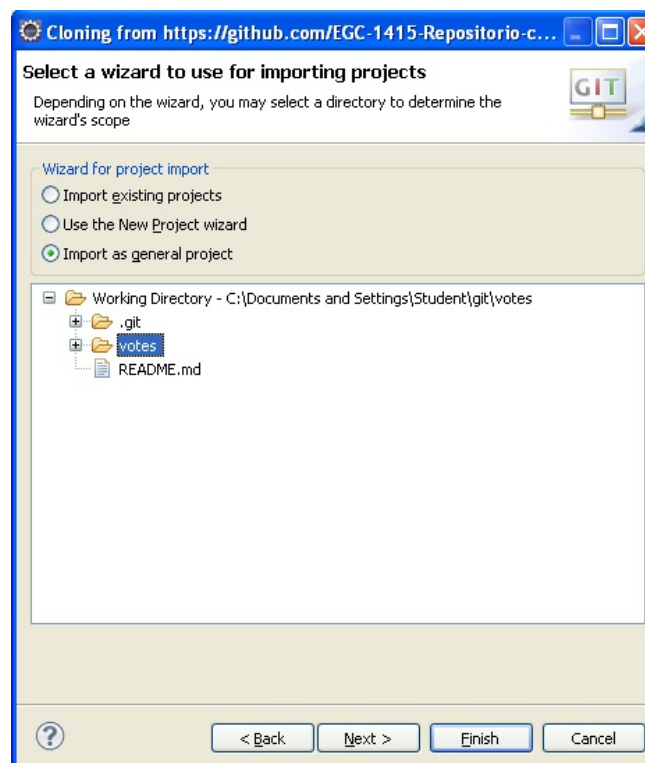 Cloning from https://github.com/EGC-1415-Repositorio-c...
Select a wizard to use for importing projects
Depending on the wizard, you may select a directory to determine the
wizard's scope
GIT
Wizard for project import
Import existing projects
Use the New Project wizard
Import as general project
Working Directory - C:\Documents and Settings\Student\git\votes
.git
votes
README.md
? < Back Next > Finish Cancel